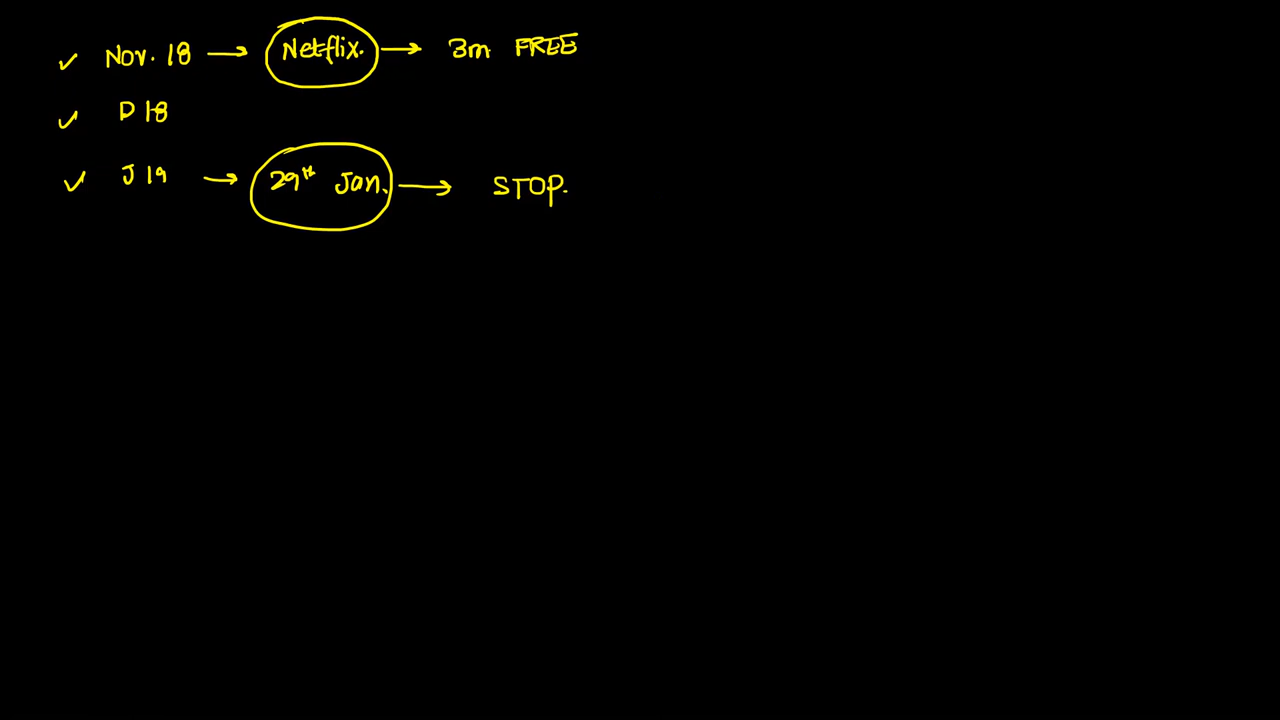 ✓ Nov. 18 → Netflix. → 3m FREE
✓ D 18
✓ J 19 → 29th Jan. → STOP.